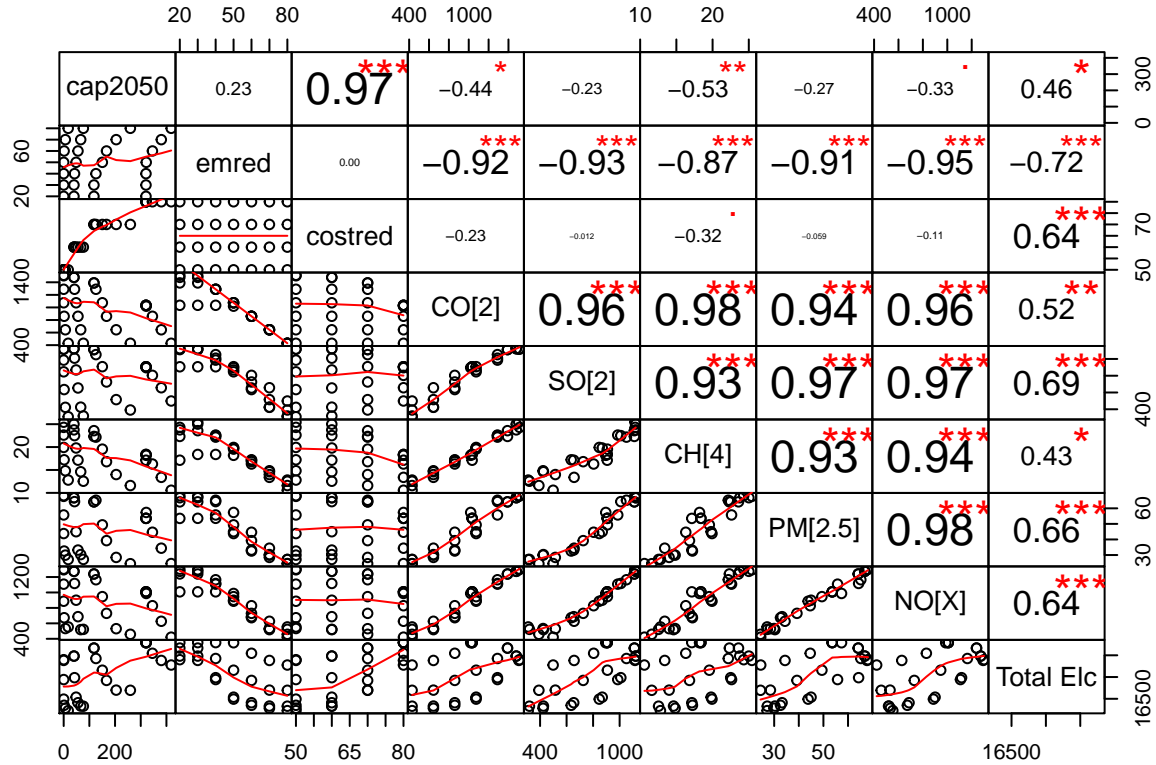 20 50 80 400 1000 10 20 400 1000
cap2050 0.23 0.97 *** −0.44 * −0.23 −0.53 ** −0.27 −0.33 . 0.46 * 0 300
20 60 emred 0.00 −0.92 *** −0.93 *** −0.87 *** −0.91 *** −0.95 *** −0.72 ***
costred −0.23 −0.012 −0.32 . −0.059 −0.11 0.64 *** 50 70
400 1400 CO[2] 0.96 *** 0.98 *** 0.94 *** 0.96 *** 0.52 **
SO[2] 0.93 *** 0.97 *** 0.97 *** 0.69 *** 400
10 20 CH[4] 0.93 *** 0.94 *** 0.43 *
PM[2.5] 0.98 *** 0.66 *** 30 60
400 1200 NO[X] 0.64 ***
Total Elc 16500
0 200 50 65 80 400 1000 30 50 16500